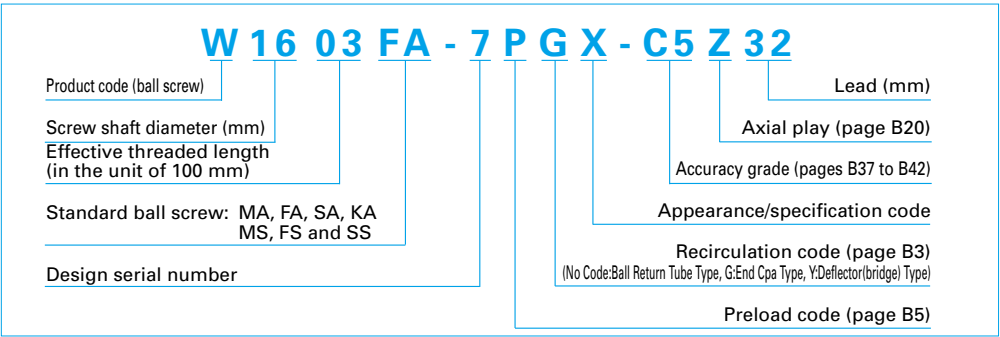 W 16 03 FA - 7 P G X - C5 Z 32
Product code (ball screw)
Screw shaft diameter (mm)
Effective threaded length
(in the unit of 100 mm)
Standard ball screw: MA, FA, SA, KA
MS, FS and SS
Design serial number
Lead (mm)
Axial play (page B20)
Accuracy grade (pages B37 to B42)
Appearance/specification code
Recirculation code (page B3)
(No Code:Ball Return Tube Type, G:End Cpa Type, Y:Deflector(bridge) Type)
Preload code (page B5)